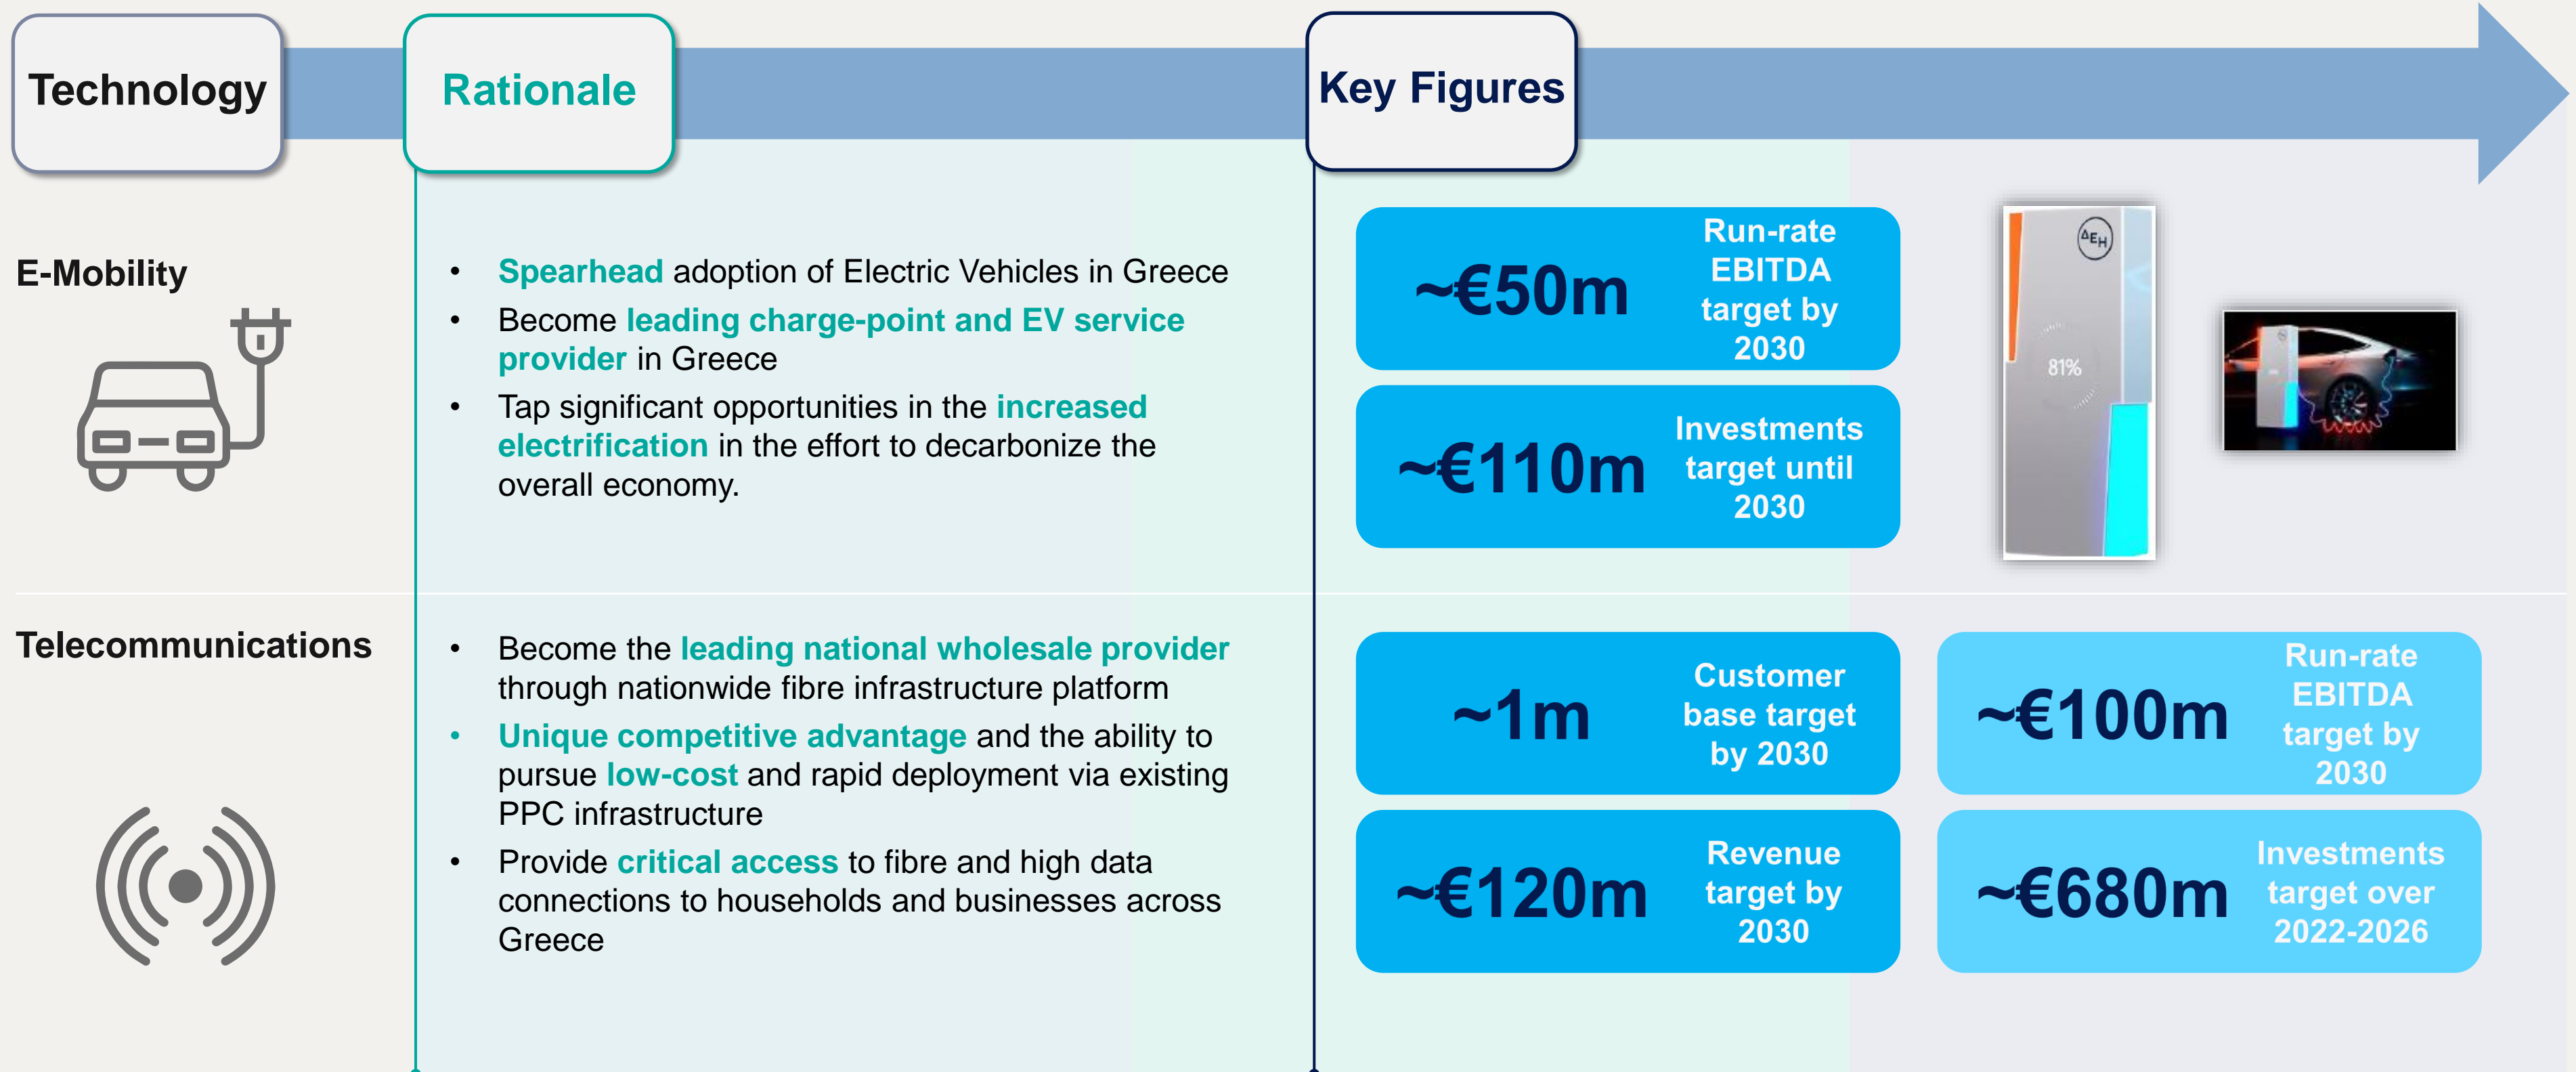 Technology
Rationale
Key Figures
E-Mobility
• Spearhead adoption of Electric Vehicles in Greece
• Become leading charge-point and EV service
provider in Greece
• Tap significant opportunities in the increased
electrification in the effort to decarbonize the
overall economy.
~€50m
Run-rate
EBITDA
target by
2030
~€110m
Investments
target until
2030
ΔΕΗ
81%
Telecommunications
• Become the leading national wholesale provider
through nationwide fibre infrastructure platform
• Unique competitive advantage and the ability to
pursue low-cost and rapid deployment via existing
PPC infrastructure
• Provide critical access to fibre and high data
connections to households and businesses across
Greece
~1m
Customer
base target
by 2030
~€100m
Run-rate
EBITDA
target by
2030
~€120m
Revenue
target by
2030
~€680m
Investments
target over
2022-2026